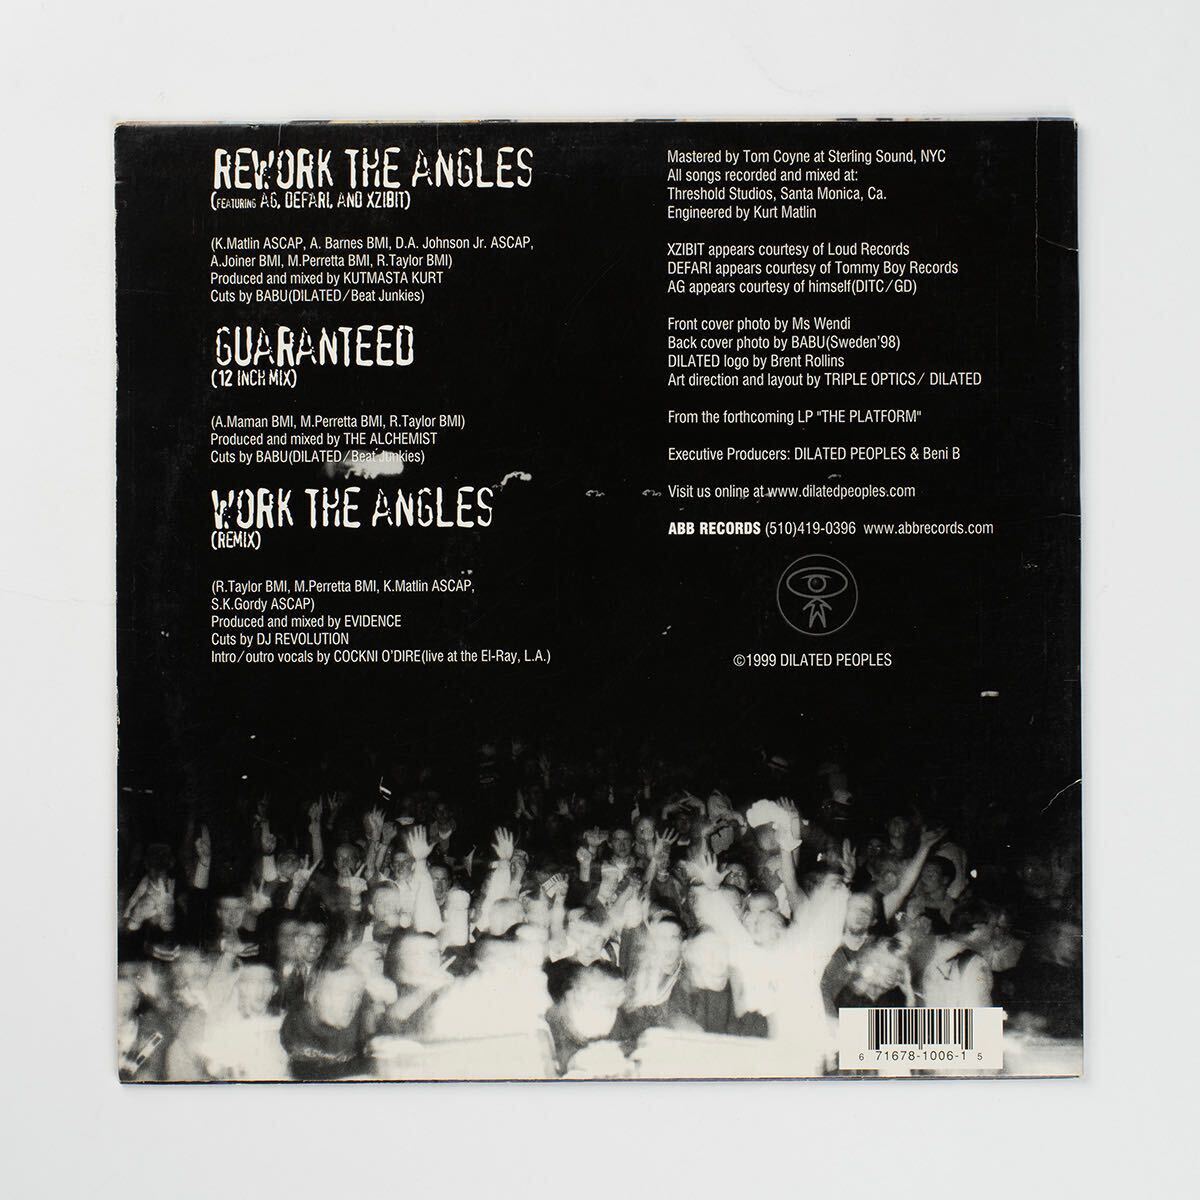 REWORK THE ANGLES
(FEATURING AG, DEFARI, AND XZIBIT)
(K.Matlin ASCAP, A. Barnes BMI, D.A. Johnson Jr. ASCAP,
A.Joiner BMI, M.Perretta BMI, R.Taylor BMI)
Produced and mixed by KUTMASTA KURT
Cuts by BABU(DILATED/Beat Junkies)
GUARANTEED
(12 INCH MIX)
(A.Maman BMI, M.Perretta BMI, R.Taylor BMI)
Produced and mixed by THE ALCHEMIST
Cuts by BABU(DILATED/Beat Junkies)
WORK THE ANGLES
(REMIX)
(R.Taylor BMI, M.Perretta BMI, K.Matlin ASCAP,
S.K.Gordy ASCAP)
Produced and mixed by EVIDENCE
Cuts by DJ REVOLUTION
Intro/outro vocals by COCKNI O'DIRE(live at the El-Ray, L.A.)
Mastered by Tom Coyne at Sterling Sound, NYC
All songs recorded and mixed at:
Threshold Studios, Santa Monica, Ca.
Engineered by Kurt Matlin
XZIBIT appears courtesy of Loud Records
DEFARI appears courtesy of Tommy Boy Records
AG appears courtesy of himself(DITC/GD)
Front cover photo by Ms Wendi
Back cover photo by BABU(Sweden'98)
DILATED logo by Brent Rollins
Art direction and layout by TRIPLE OPTICS/ DILATED
From the forthcoming LP "THE PLATFORM"
Executive Producers: DILATED PEOPLES & Beni B
Visit us online at www.dilatedpeoples.com
ABB RECORDS (510)419-0396 www.abbrecords.com
©1999 DILATED PEOPLES
6 71678-1006-1 5